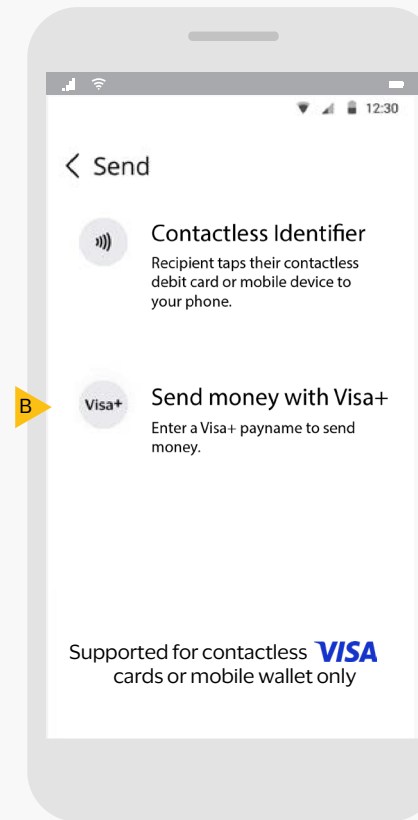 12:30
Send
Contactless Identifier
Recipient taps their contactless
debit card or mobile device to
your phone.
B
Visa+
Send money with Visa+
Enter a Visa+ payname to send
money.
Supported for contactless VISA
cards or mobile wallet only